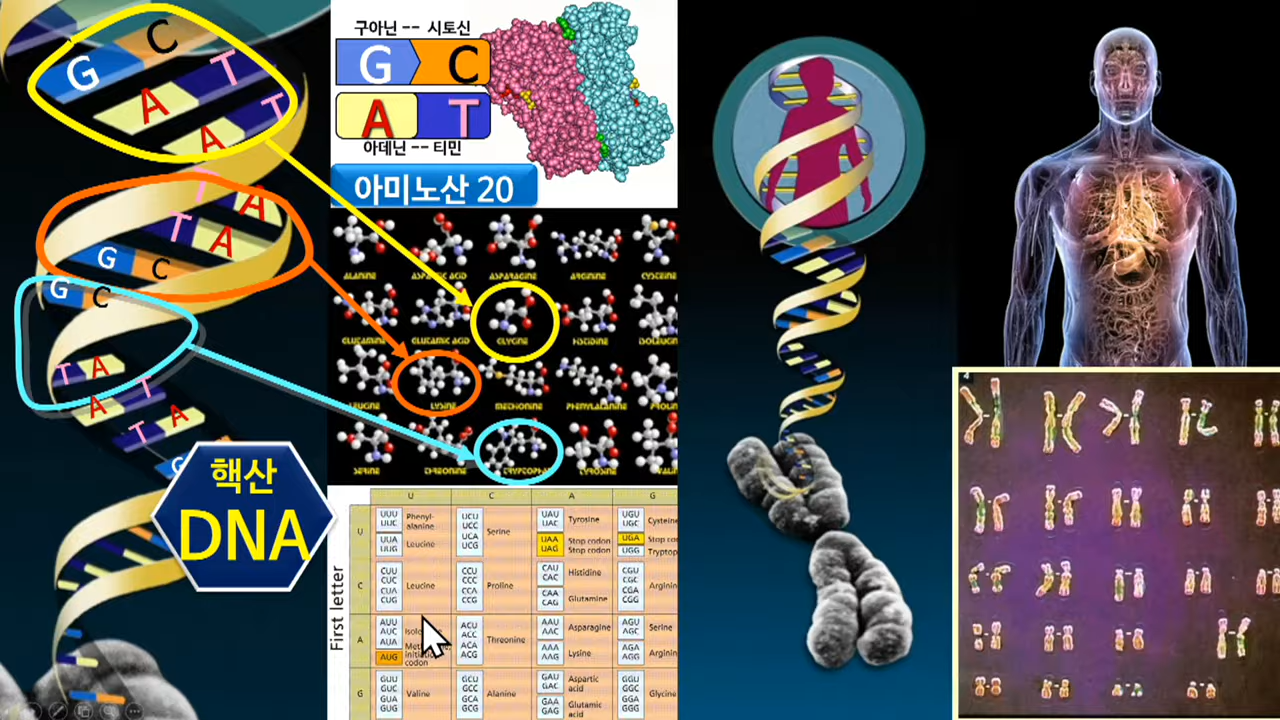 G C
A T
A T
T A
T A
G C
G C
T A
A T
T A
G
핵산
DNA
구아닌 -- 시토신
G C
A T
아데닌 -- 티민
아미노산 20
ALANINE ASPARTIC ACID ASPARAGINE ARGININE CYSTEINE
GLUTAMINE GLUTAMIC ACID GLYCINE HISTIDINE ISOLEUCI
LEUCINE LYSINE METHIONINE PHENYLALANINE PROLIN
SERINE THREONINE TRYPTOPHA TYROSINE VALIN
First letter
U C A G
U
UUU UUC Phenyl-alanine
UUA UUG Leucine
UCU UCC UCA UCG Serine
UAU UAC Tyrosine
UAA Stop codon
UAG Stop codon
UGU UGC Cysteine
UGA Stop co
UGG Tryptop
C
CUU CUC CUA CUG Leucine
CCU CCC CCA CCG Proline
CAU CAC Histidine
CAA CAG Glutamine
CGU CGC CGA CGG Arginin
A
AUU AUC AUA Isol
AUG Met initiation codon
ACU ACC ACA ACG Threonine
AAU AAC Asparagine
AAA AAG Lysine
AGU AGC Serine
AGA AGG Arginin
G
GUU GUC GUA GUG Valine
GCU GCC GCA GCG Alanine
GAU GAC Aspartic acid
GAA GAG Glutamic acid
GGU GGC GGA GGG Glycine